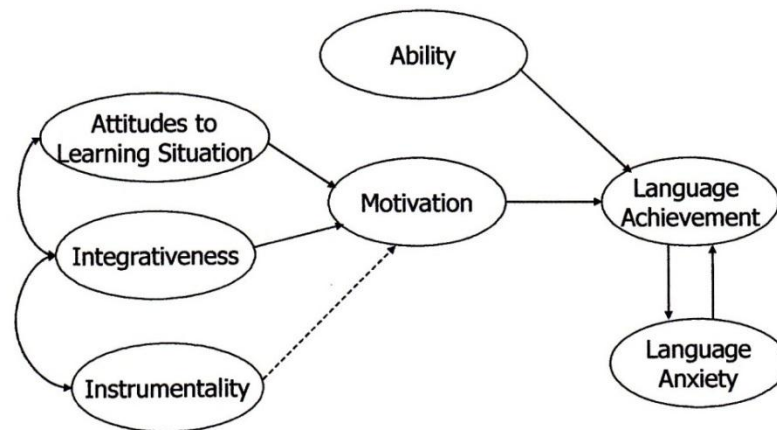 Ability
Attitudes to
Learning Situation
Motivation
Language
Achievement
Integrativeness
Instrumentality
Language
Anxiety